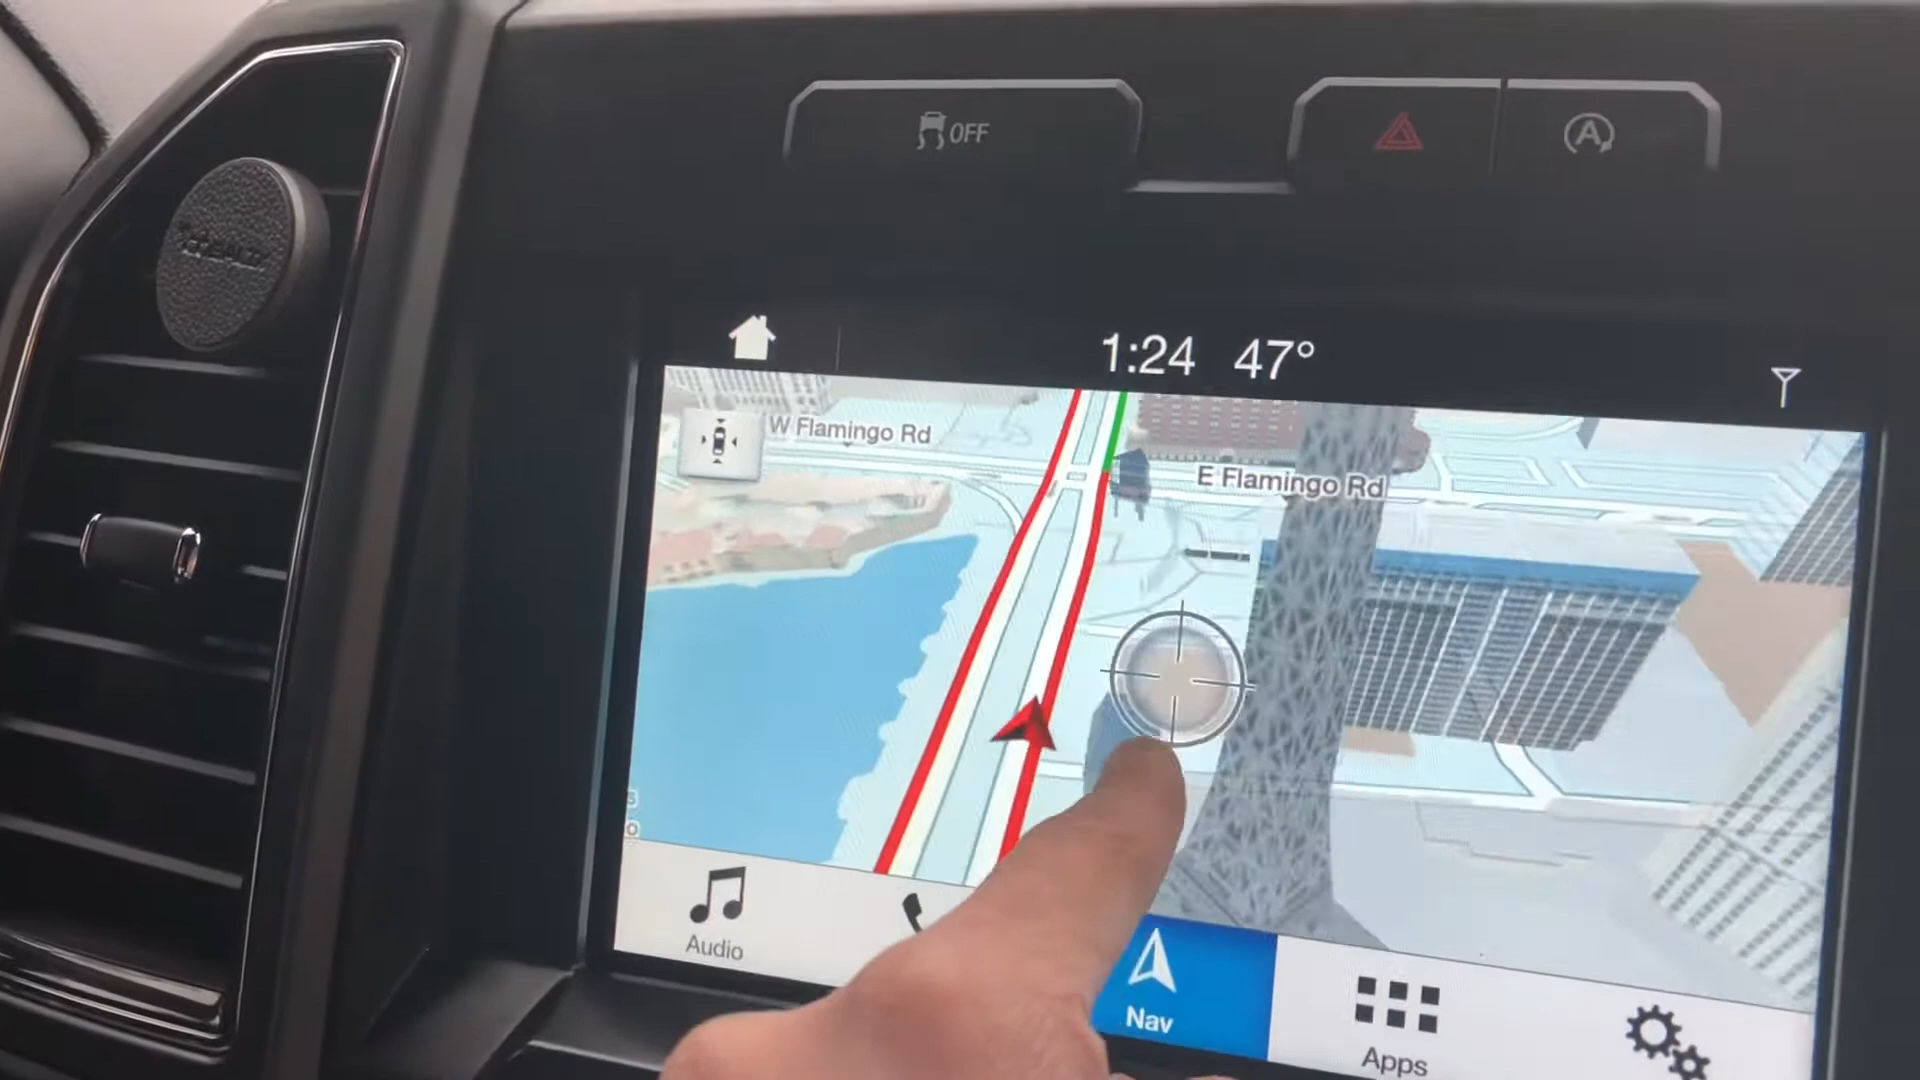 OFF
A
1:24 47°
W Flamingo Rd
E Flamingo Rd
Audio
Nav
Apps